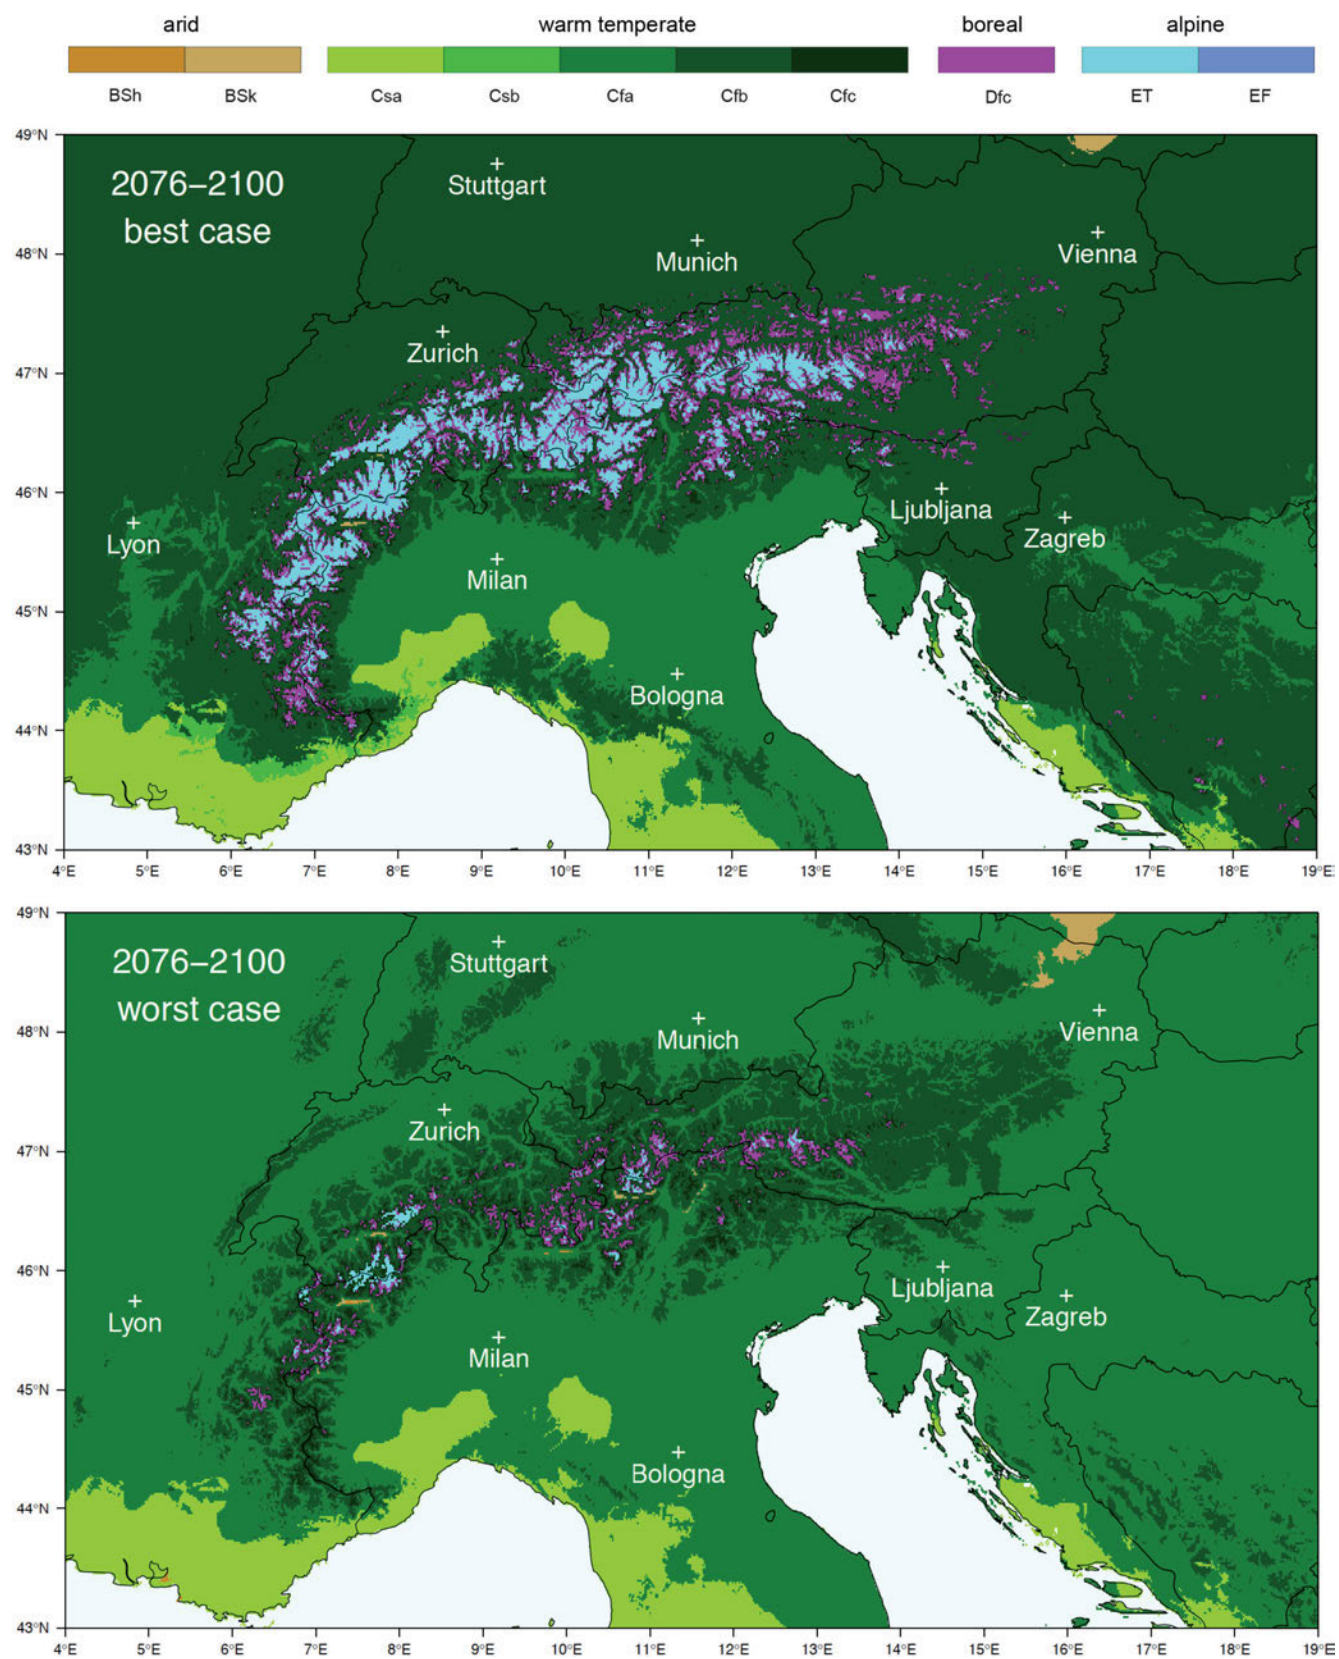 arid warm temperate boreal alpine
BSh BSk Csa Csb Cfa Cfb Cfc Dfc ET EF
49°N
2076–2100
best case
Stuttgart
48°N
Munich
Vienna
Zurich
47°N
46°N
Lyon
Ljubljana
Zagreb
Milan
45°N
Bologna
44°N
43°N
4°E 5°E 6°E 7°E 8°E 9°E 10°E 11°E 12°E 13°E 14°E 15°E 16°E 17°E 18°E 19°E
49°N
2076–2100
worst case
Stuttgart
48°N
Munich
Vienna
Zurich
47°N
46°N
Lyon
Ljubljana
Zagreb
Milan
45°N
Bologna
44°N
43°N
4°E 5°E 6°E 7°E 8°E 9°E 10°E 11°E 12°E 13°E 14°E 15°E 16°E 17°E 18°E 19°E